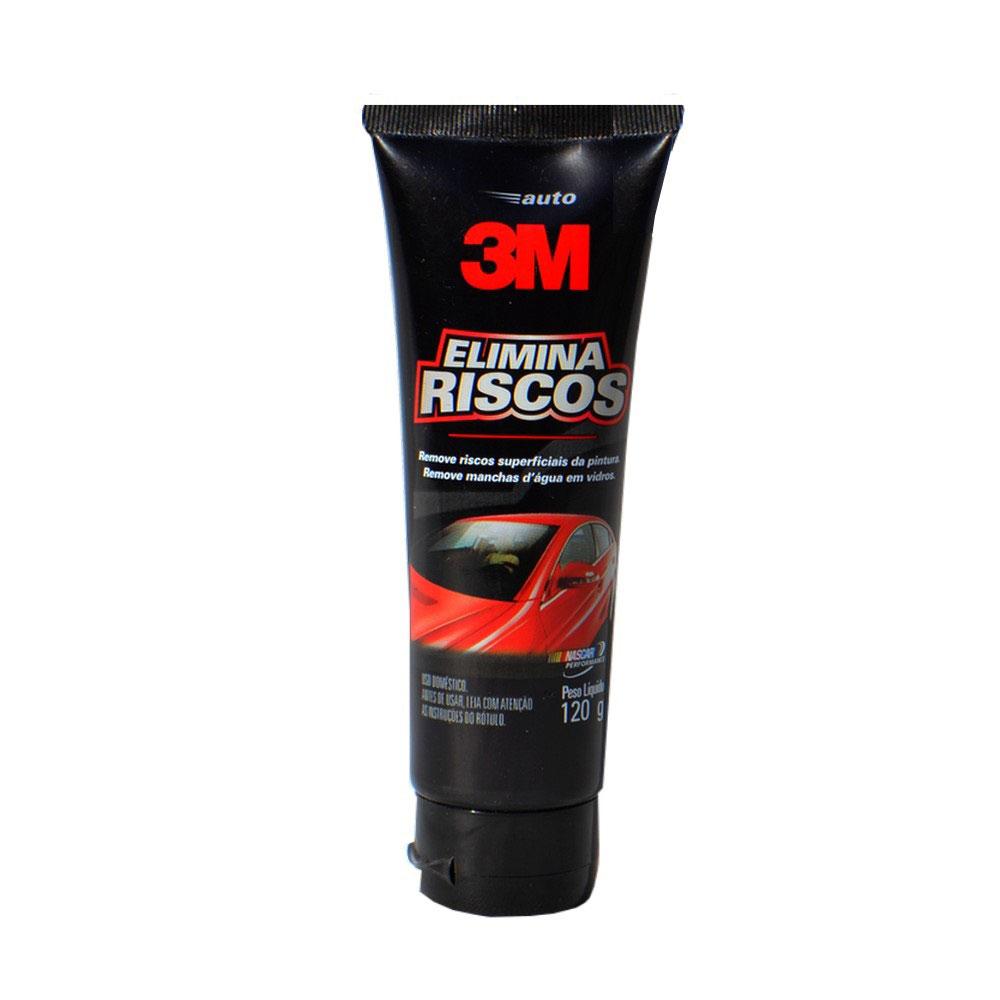 auto
3M
ELIMINA
RISCOS
Remove riscos superficiais da pintura.
Remove manchas d'água em vidros.
NASCAR
PERFORMANCE
USO DOMÉSTICO.
ANTES DE USAR, LEIA COM ATENÇÃO
AS INSTRUÇÕES DO RÓTULO.
Peso Líquido
120 g